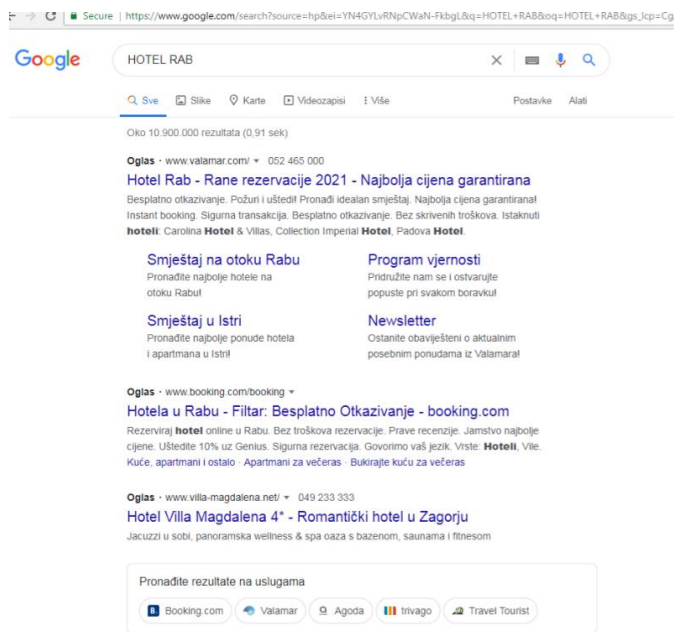 Secure | https://www.google.com/search?source=hp&ei=YN4GYLvRNpCWaN-FkbgL&q=HOTEL+RAB&oq=HOTEL+RAB&gs_lcp=Cg
Google HOTEL RAB
Sve Slike Karte Videozapisi Više Postavke Alati
Oko 10.900.000 rezultata (0,91 sek)
Oglas · www.valamar.com/ 052 465 000
Hotel Rab - Rane rezervacije 2021 - Najbolja cijena garantirana
Besplatno otkazivanje. Požuri i uštedi! Pronađi idealan smještaj. Najbolja cijena garantirana!
Instant booking. Sigurna transakcija. Besplatno otkazivanje. Bez skrivenih troškova. Istaknuti
hoteli: Carolina Hotel & Villas, Collection Imperial Hotel, Padova Hotel.
Smještaj na otoku Rabu
Pronađite najbolje hotele na
otoku Rabu!
Program vjernosti
Pridružite nam se i ostvarujte
popuste pri svakom boravku!
Smještaj u Istri
Pronađite najbolje ponude hotela
i apartmana u Istri!
Newsletter
Ostanite obaviješteni o aktualnim
posebnim ponudama iz Valamara!
Oglas · www.booking.com/booking
Hotela u Rabu - Filtar: Besplatno Otkazivanje - booking.com
Rezerviraj hotel online u Rabu. Bez troškova rezervacije. Prave recenzije. Jamstvo najbolje
cijene. Uštedite 10% uz Genius. Sigurna rezervacija. Govorimo vaš jezik. Vrste: Hoteli, Vile.
Kuće, apartmani i ostalo · Apartmani za večeras · Bukirajte kuću za večeras
Oglas · www.villa-magdalena.net/ 049 233 333
Hotel Villa Magdalena 4* - Romantički hotel u Zagorju
Jacuzzi u sobi, panoramska wellness & spa oaza s bazenom, saunama i fitnesom
Pronađite rezultate na uslugama
B. Booking.com Valamar Agoda trivago Travel Tourist